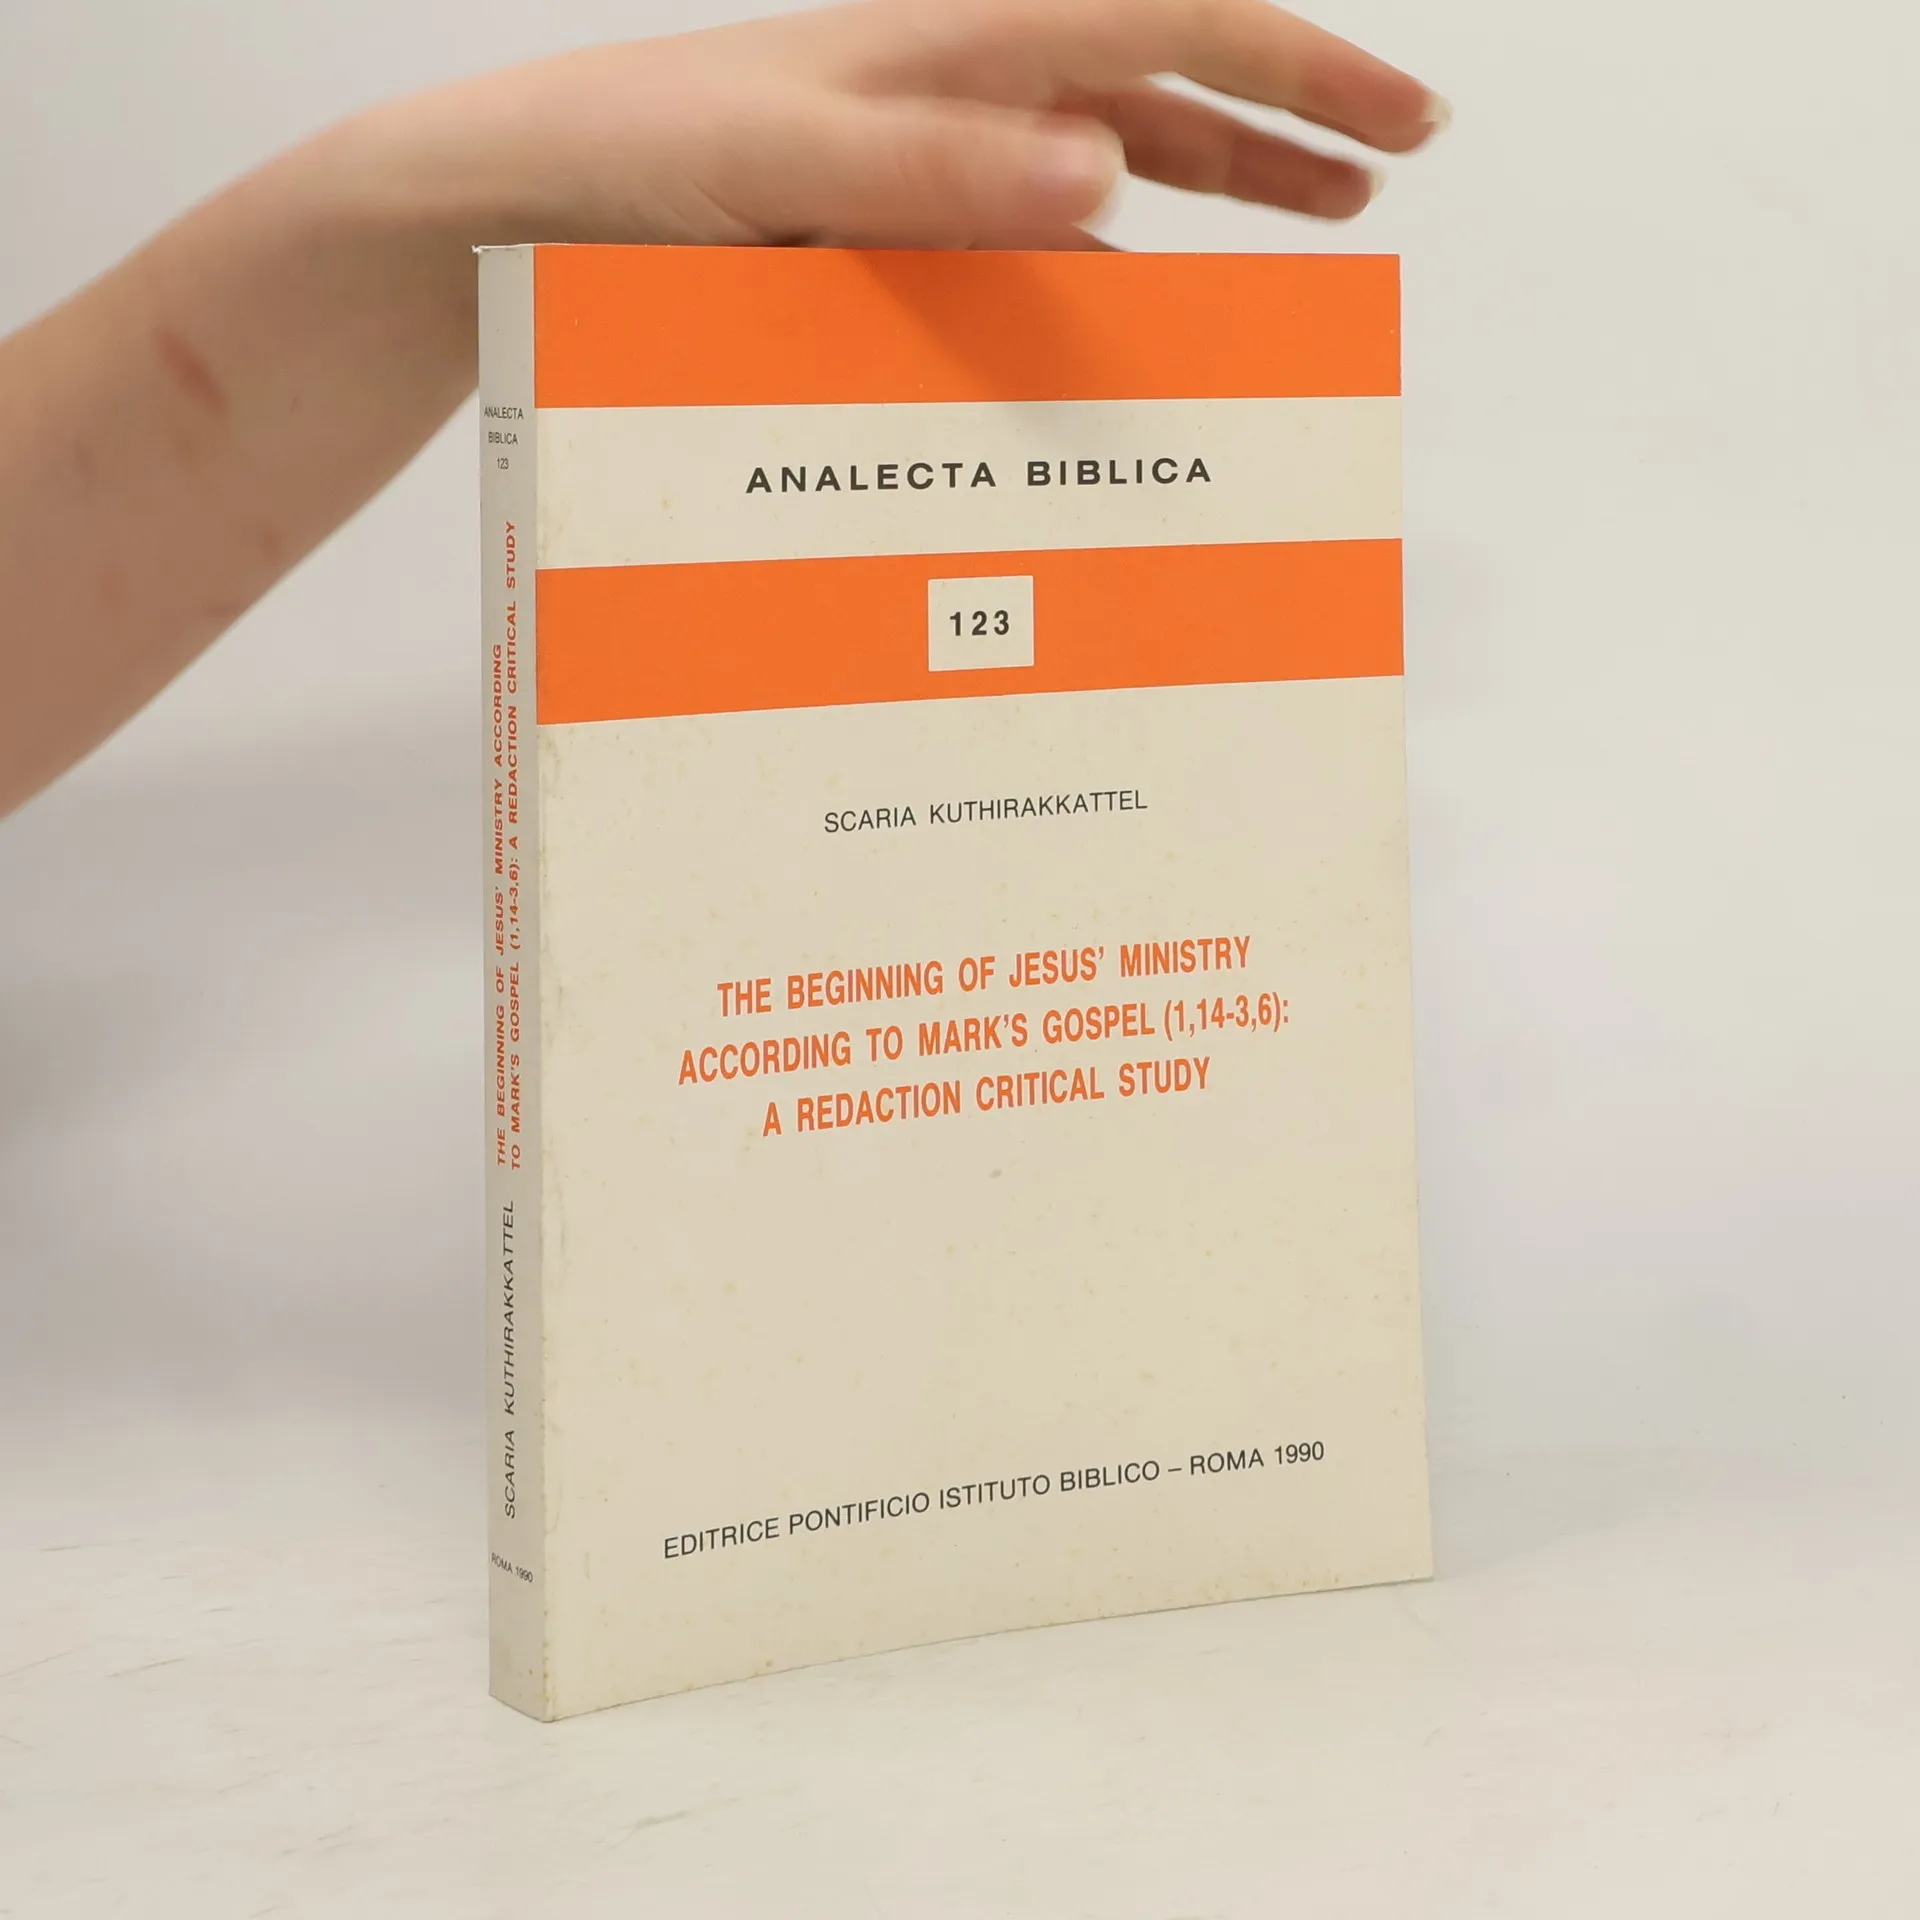 ANALECTA
BIBLICA
123
THE BEGINNING OF JESUS' MINISTRY ACCORDING
TO MARK'S GOSPEL (1,14-3,6): A REDACTION CRITICAL STUDY
SCARIA KUTHIRAKKATTEL
ROMA 1990
ANALECTA BIBLICA
123
SCARIA KUTHIRAKKATTEL
THE BEGINNING OF JESUS’ MINISTRY
ACCORDING TO MARK’S GOSPEL (1,14-3,6):
A REDACTION CRITICAL STUDY
EDITRICE PONTIFICIO ISTITUTO BIBLICO – ROMA 1990